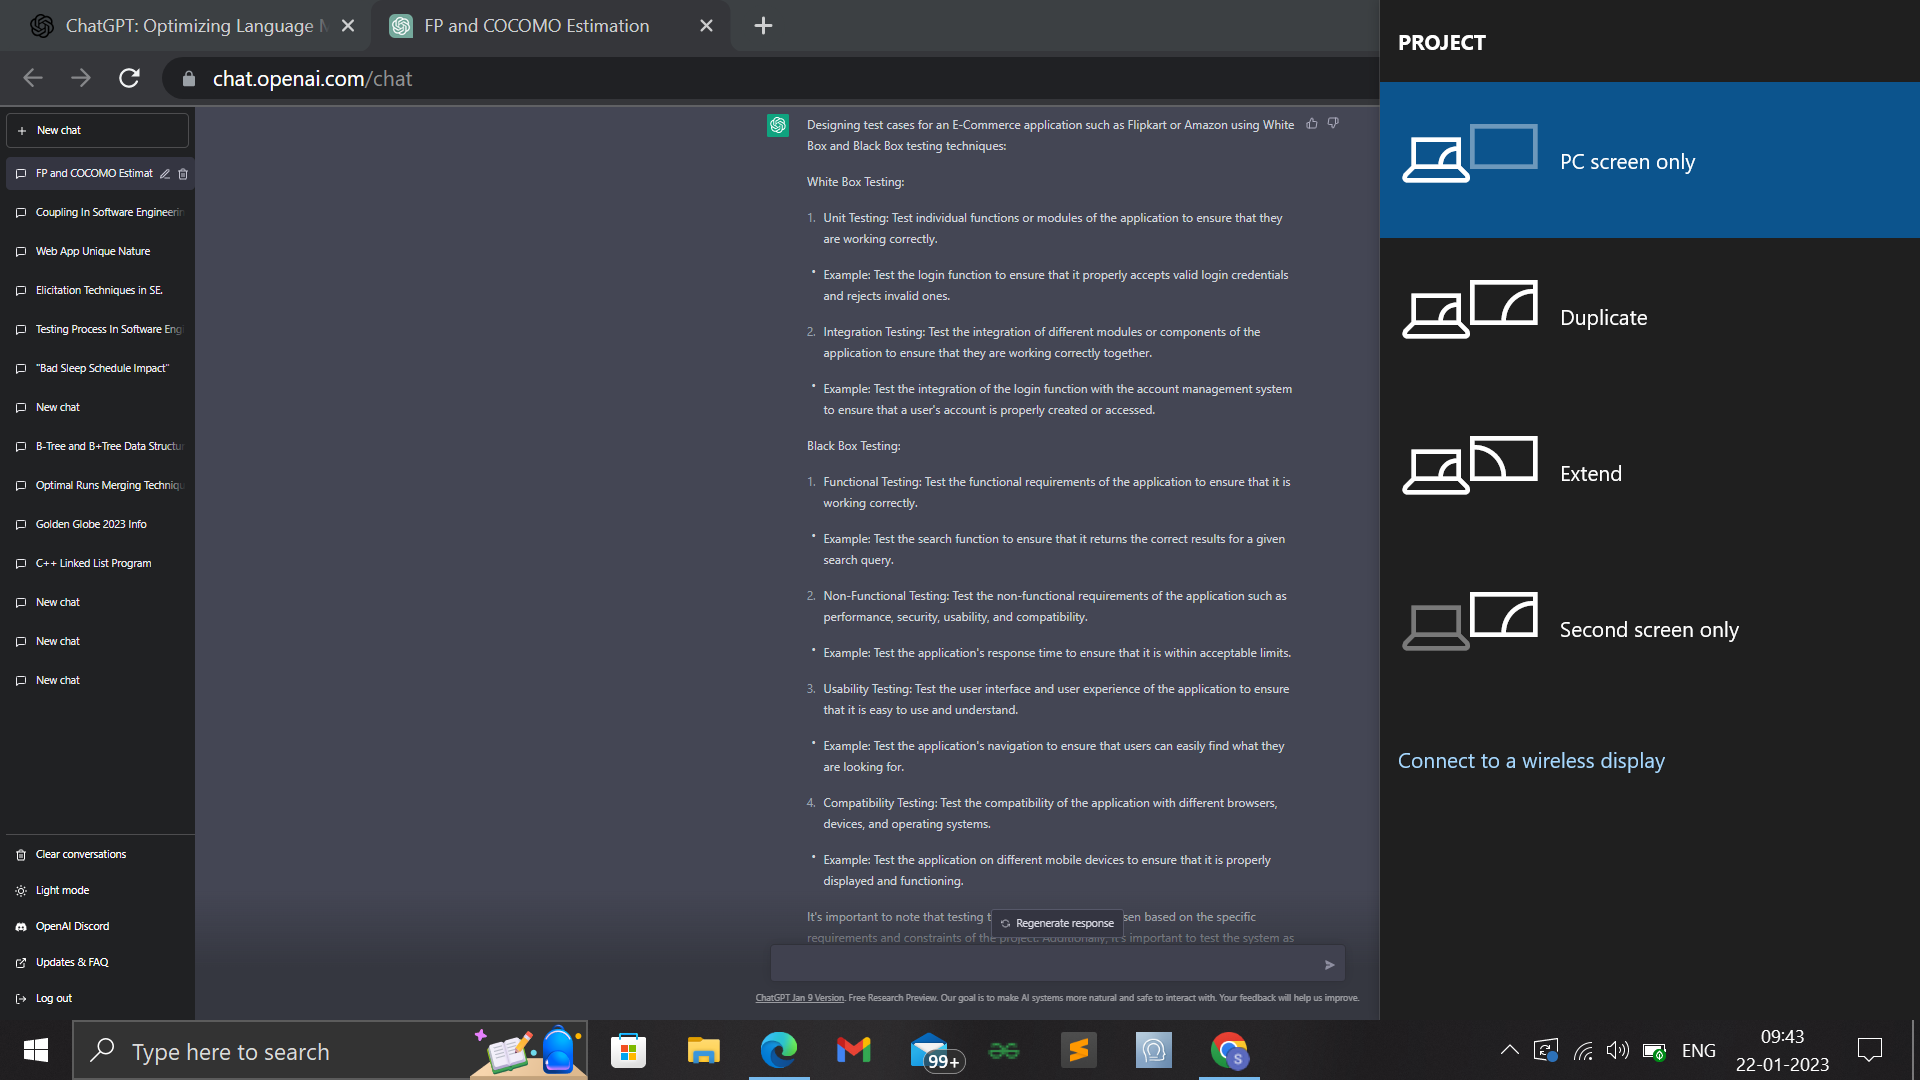 ChatGPT: Optimizing Language
FP and COCOMO Estimation
chat.openai.com/chat
New chat
FP and COCOMO Estimat
Coupling In Software Engineerin
Web App Unique Nature
Elicitation Techniques in SE.
Testing Process In Software Eng
"Bad Sleep Schedule Impact"
New chat
B-Tree and B+Tree Data Structu
Optimal Runs Merging Techniqu
Golden Globe 2023 Info
C++ Linked List Program
New chat
New chat
New chat
Clear conversations
Light mode
OpenAI Discord
Updates & FAQ
Log out
Designing test cases for an E-Commerce application such as Flipkart or Amazon using White
Box and Black Box testing techniques:
White Box Testing:
1. Unit Testing: Test individual functions or modules of the application to ensure that they
are working correctly.
• Example: Test the login function to ensure that it properly accepts valid login credentials
and rejects invalid ones.
2. Integration Testing: Test the integration of different modules or components of the
application to ensure that they are working correctly together.
• Example: Test the integration of the login function with the account management system
to ensure that a user's account is properly created or accessed.
Black Box Testing:
1. Functional Testing: Test the functional requirements of the application to ensure that it is
working correctly.
• Example: Test the search function to ensure that it returns the correct results for a given
search query.
2. Non-Functional Testing: Test the non-functional requirements of the application such as
performance, security, usability, and compatibility.
• Example: Test the application's response time to ensure that it is within acceptable limits.
3. Usability Testing: Test the user interface and user experience of the application to ensure
that it is easy to use and understand.
• Example: Test the application's navigation to ensure that users can easily find what they
are looking for.
4. Compatibility Testing: Test the compatibility of the application with different browsers,
devices, and operating systems.
• Example: Test the application on different mobile devices to ensure that it is properly
displayed and functioning.
It's important to note that testing t sen based on the specific
Regenerate response
requirements and constraints of the project. Additionally, it's important to test the system as
ChatGPT Jan 9 Version. Free Research Preview. Our goal is to make AI systems more natural and safe to interact with. Your feedback will help us improve.
PROJECT
PC screen only
Duplicate
Extend
Second screen only
Connect to a wireless display
Type here to search
99+
S
ENG
09:43
22-01-2023